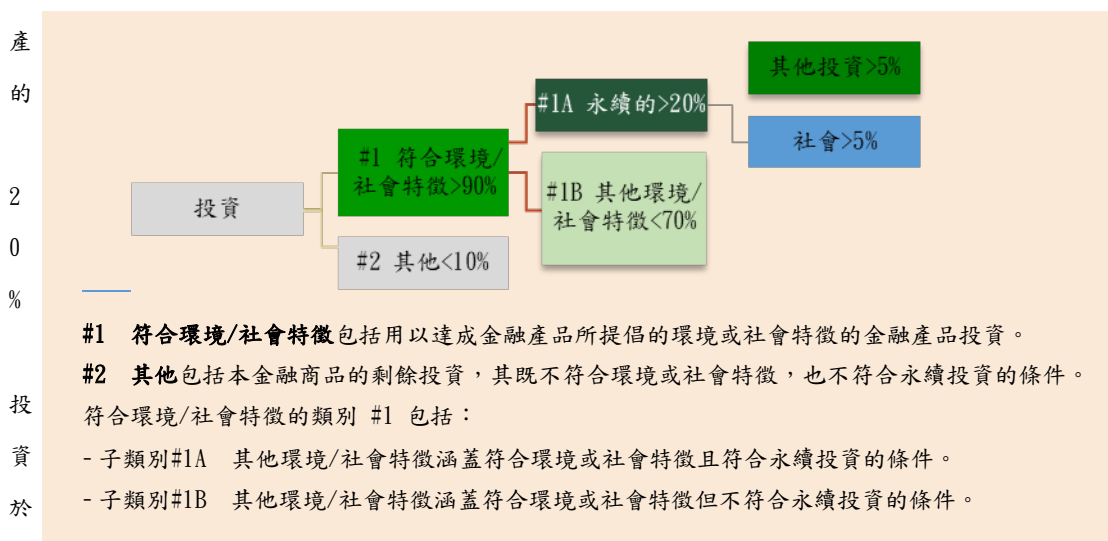 產
的
2
0
%
投
資
於
其他投資>5%
#1A 永續的>20%
社會>5%
#1 符合環境/
社會特徵>90%
#1B 其他環境/
社會特徵<70%
投資
#2 其他<10%
#1 符合環境/社會特徵包括用以達成金融產品所提倡的環境或社會特徵的金融產品投資。
#2 其他包括本金融商品的剩餘投資，其既不符合環境或社會特徵，也不符合永續投資的條件。
符合環境/社會特徵的類別 #1 包括：
- 子類別#1A 其他環境/社會特徵涵蓋符合環境或社會特徵且符合永續投資的條件。
- 子類別#1B 其他環境/社會特徵涵蓋符合環境或社會特徵但不符合永續投資的條件。